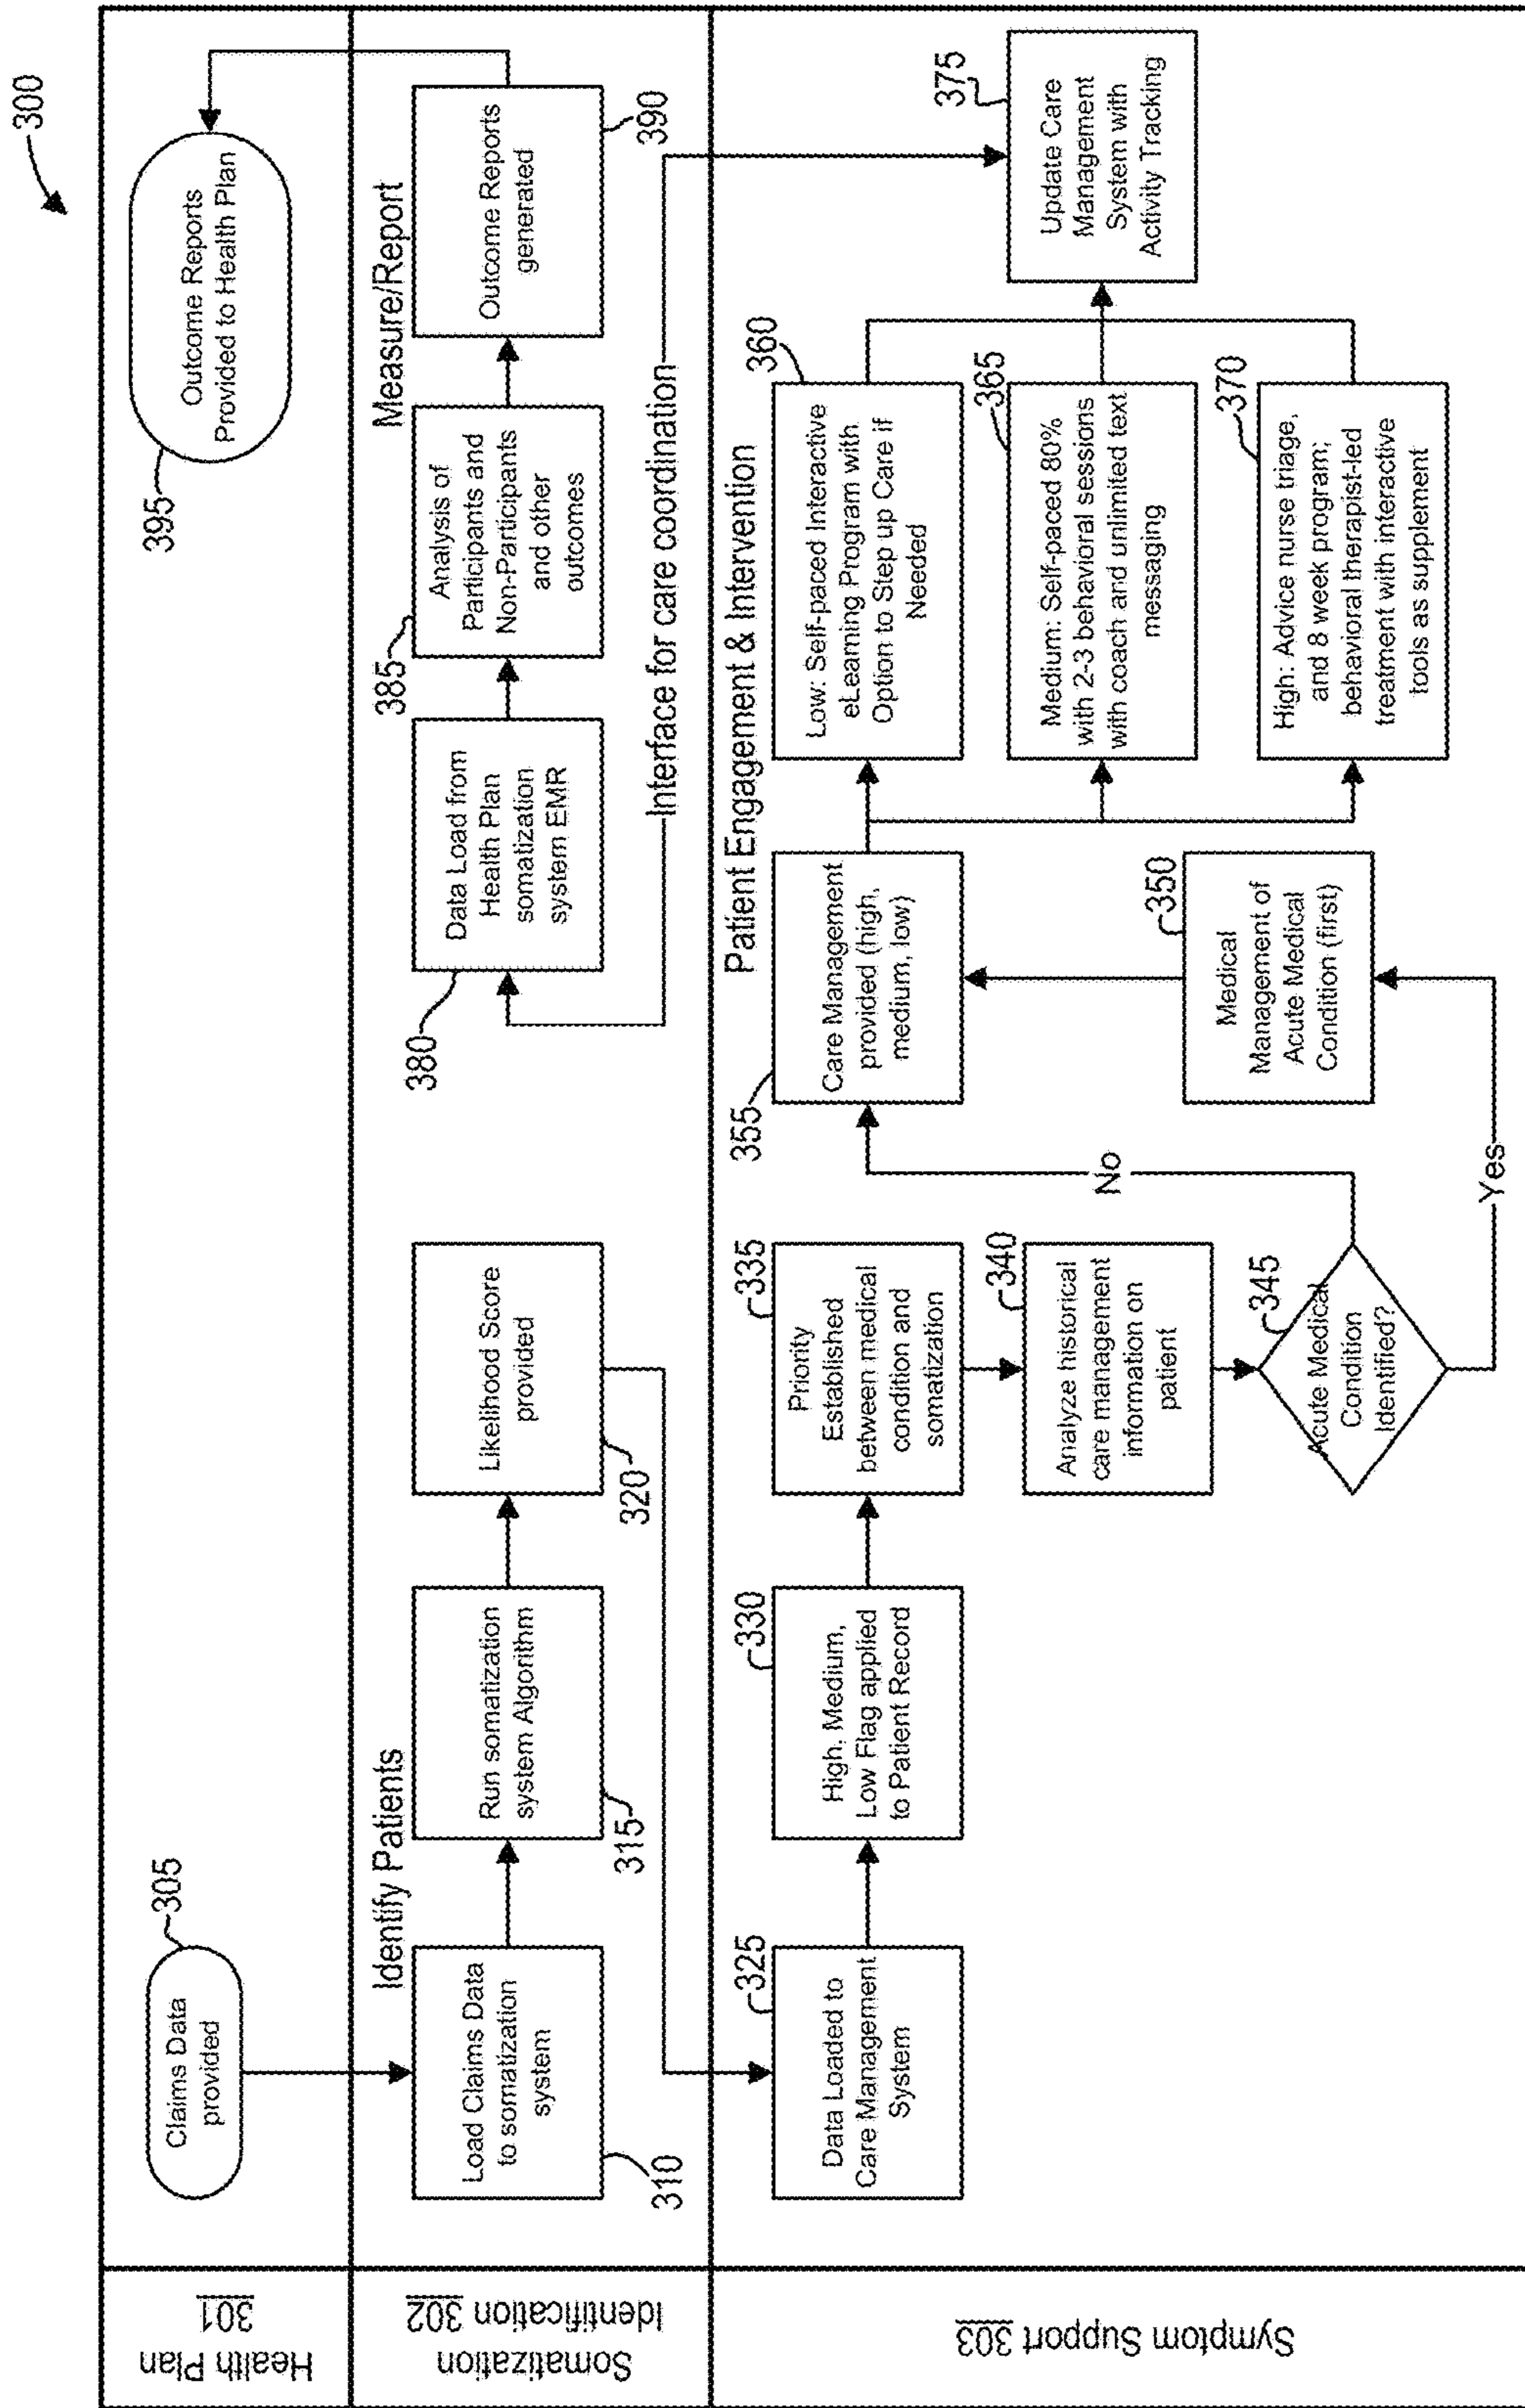 300
Health Plan
301
Claims Data
provided
305
Outcome Reports
Provided to Health Plan
395
Somatization
Identification 302
Identify Patients
Load Claims Data
to somatization
system
310
Run somatization
system Algorithm
315
Likelihood Score
provided
320
Measure/Report
Data Load from
Health Plan
somatization
system EMR
380
Analysis of
Participants and
Non-Participants
and other
outcomes
385
Outcome Reports
generated
390
Interface for care coordination
Symptom Support 303
Patient Engagement & Intervention
Data Loaded to
Care Management
System
325
High, Medium,
Low Flag applied
to Patient Record
330
Priority
Established
between medical
condition and
somatization
335
Analyze historical
care management
information on
patient
340
Acute Medical
Condition
Identified?
345
No
Yes
Medical
Management of
Acute Medical
Condition (first)
350
Care Management
provided (high,
medium, low)
355
Low: Self-paced Interactive
eLearning Program with
Option to Step up Care if
Needed
360
Medium: Self-paced 80%
with 2-3 behavioral sessions
with coach and unlimited text
messaging
365
High: Advice nurse triage,
and 8 week program;
behavioral therapist-led
treatment with interactive
tools as supplement
370
Update Care
Management
System with
Activity Tracking
375